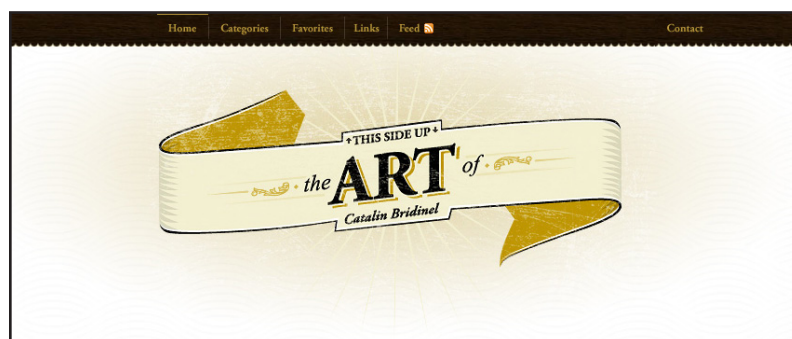 Home Categories Favorites Links Feed Contact
↑THIS SIDE UP↑
the ART of
Catalin Bridinel